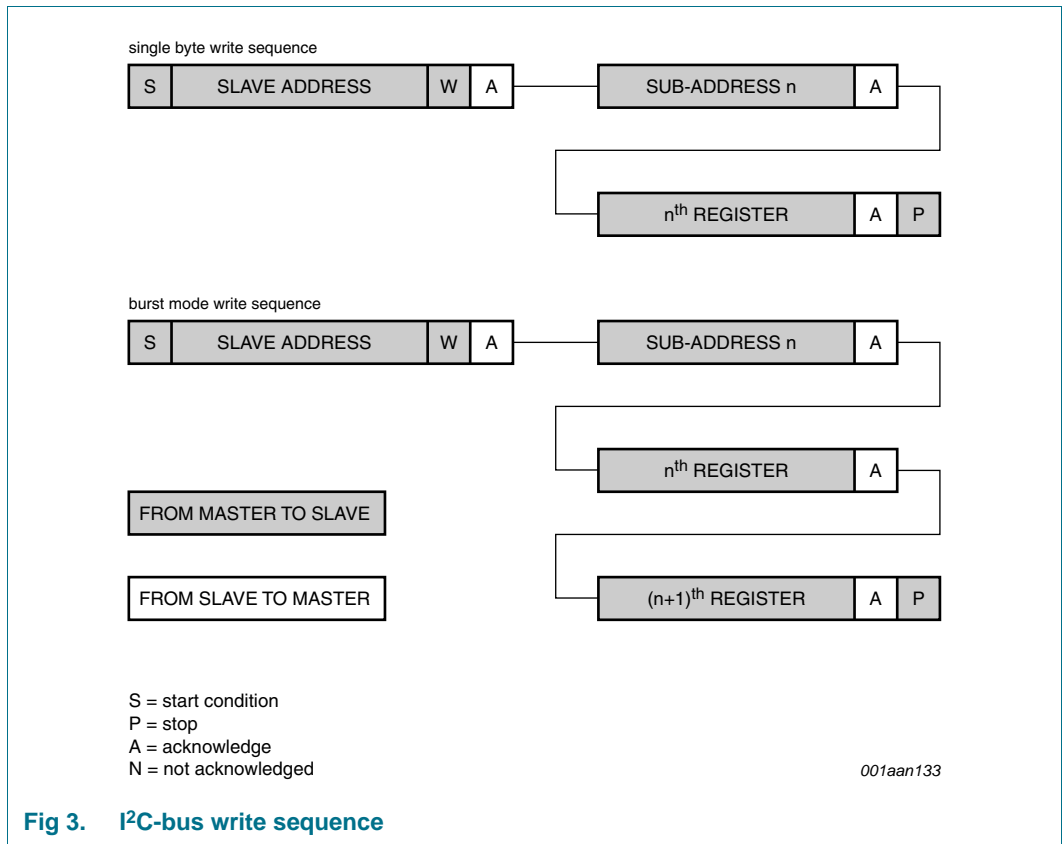 single byte write sequence
S SLAVE ADDRESS W A SUB-ADDRESS n A
nth REGISTER A P
burst mode write sequence
S SLAVE ADDRESS W A SUB-ADDRESS n A
nth REGISTER A
FROM MASTER TO SLAVE
FROM SLAVE TO MASTER
(n+1)th REGISTER A P
S = start condition
P = stop
A = acknowledge
N = not acknowledged
001aan133
Fig 3. I2C-bus write sequence